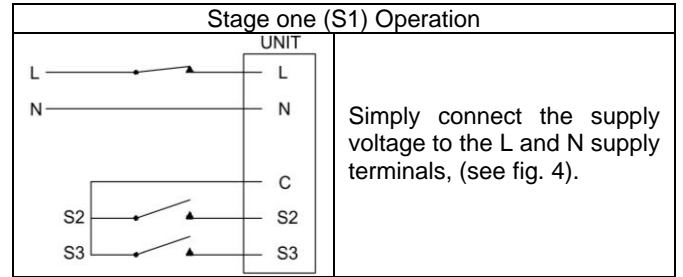 Stage one (S1) Operation
UNIT
L L
N N
C
S2 S2
S3 S3
Simply connect the supply
voltage to the L and N supply
terminals, (see fig. 4).